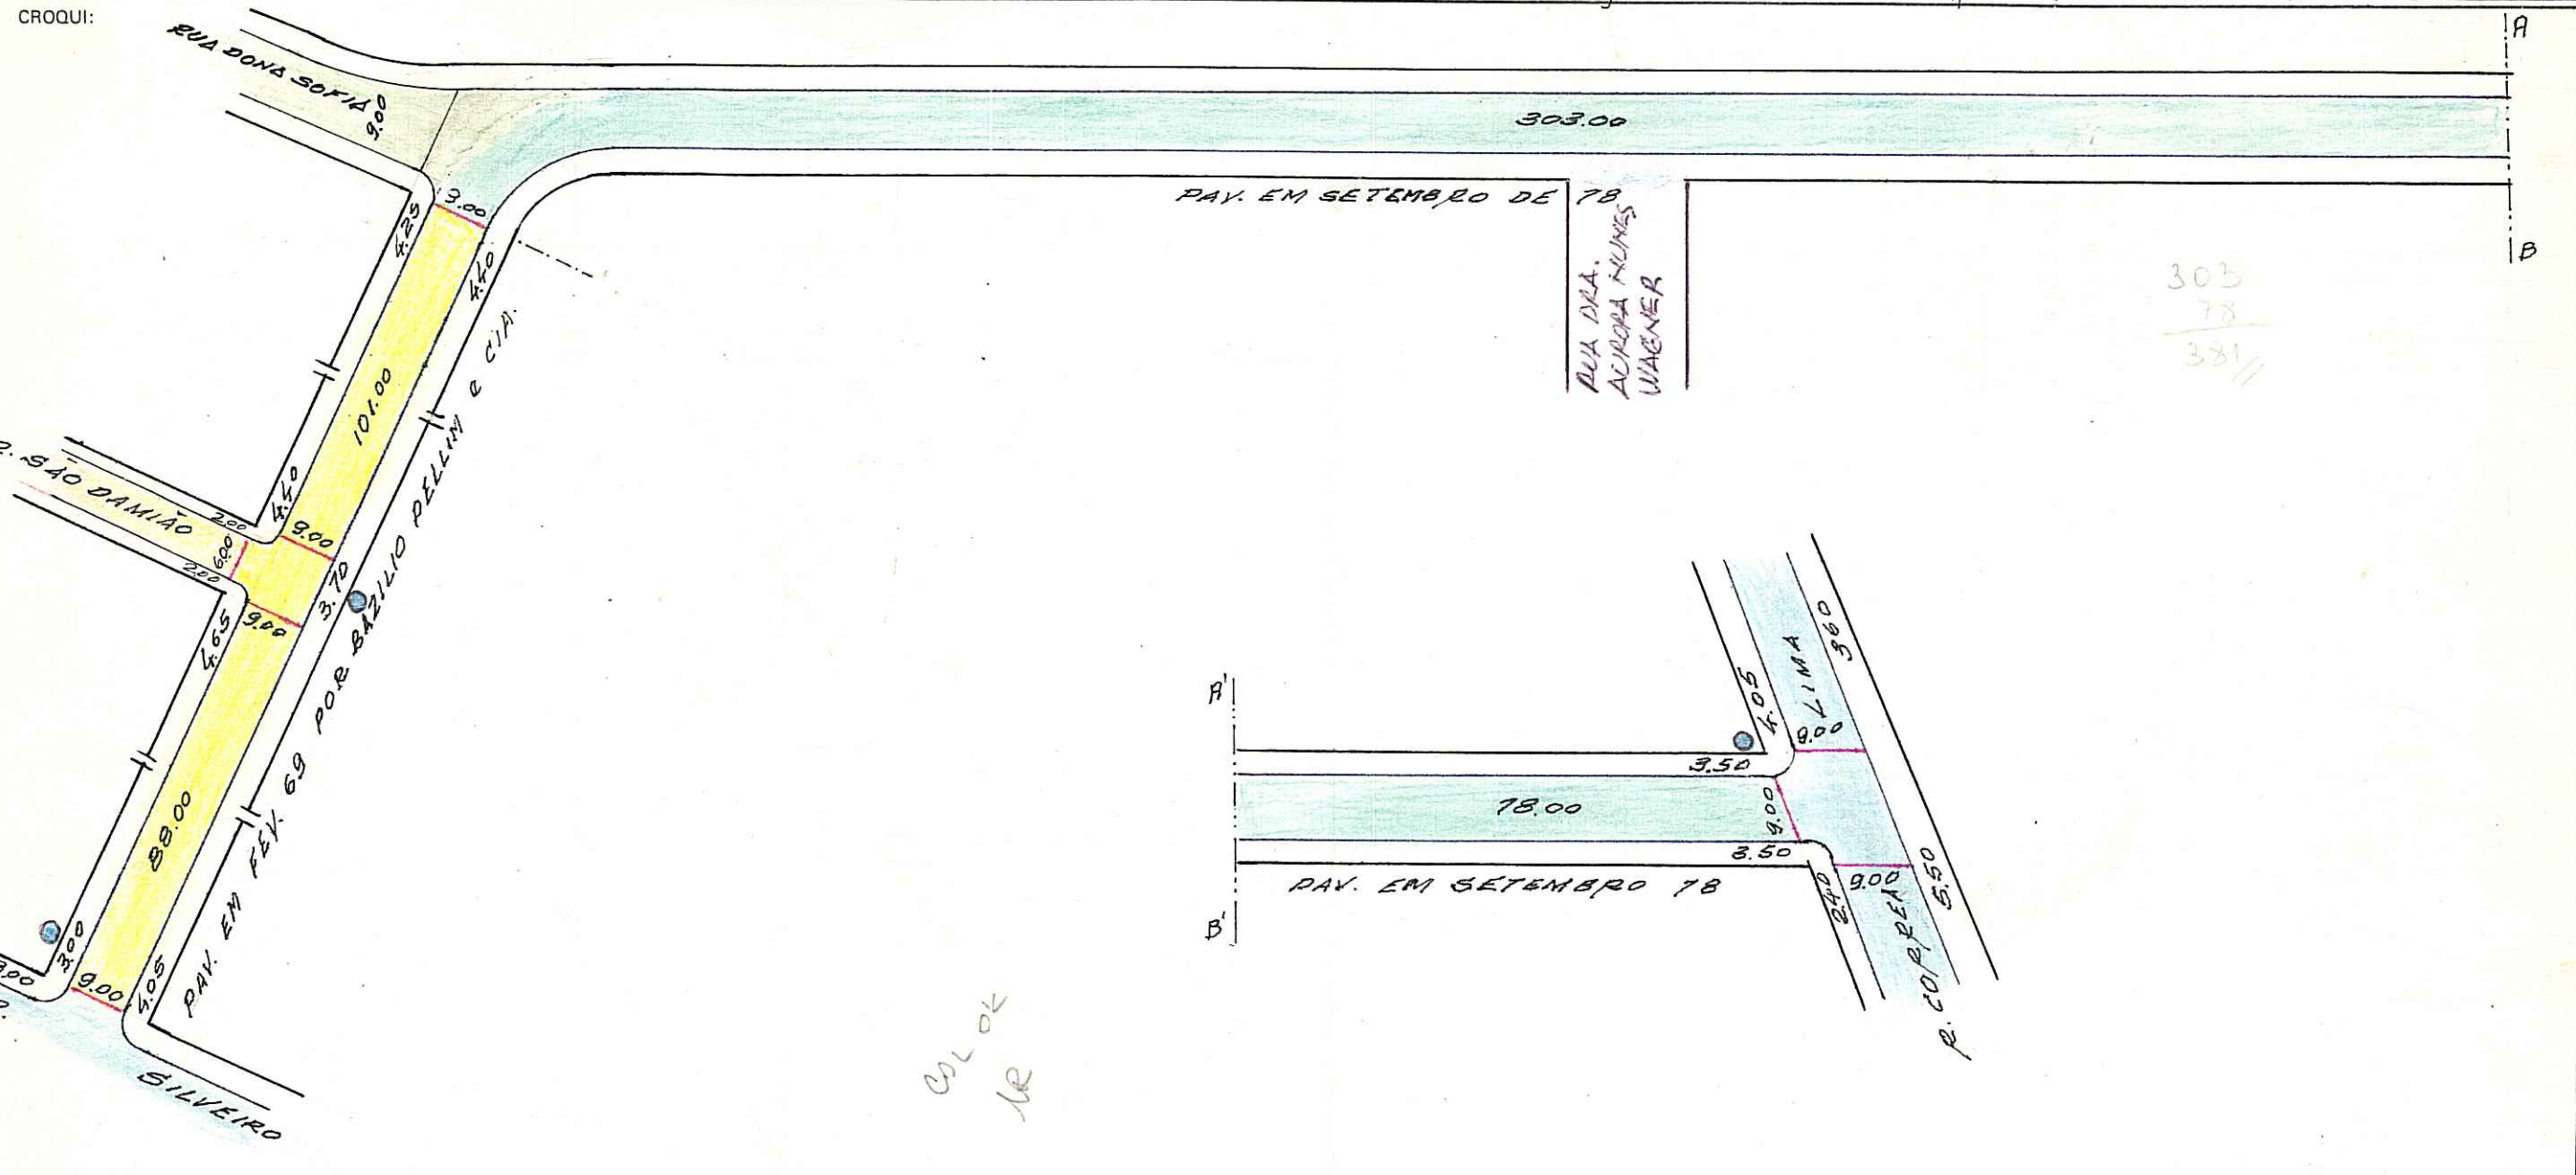 CROQUI:
RUA DONA SOFIA
9.00
303.00
A
B
PAV. EM SETEMBRO DE 78
RUA DRA.
AURORA NUNES
WAGNER
303
78
381
9.00
4.25
4.40
101.00
4.40
R. SÃO DAMIÃO
2.00
6.00
2.00
9.00
3.70
9.00
4.65
88.00
PAV. EM FEV. 69 POR BAZILIO PELLIN & CIA.
3.00
3.00
9.00
4.05
R.
SILVEIRO
A'
B'
3.50
78.00
9.00
3.50
PAV. EM SETEMBRO 78
4.05
LIMA
3.60
9.00
2.40
9.00
5.50
R. CORREIA
OK